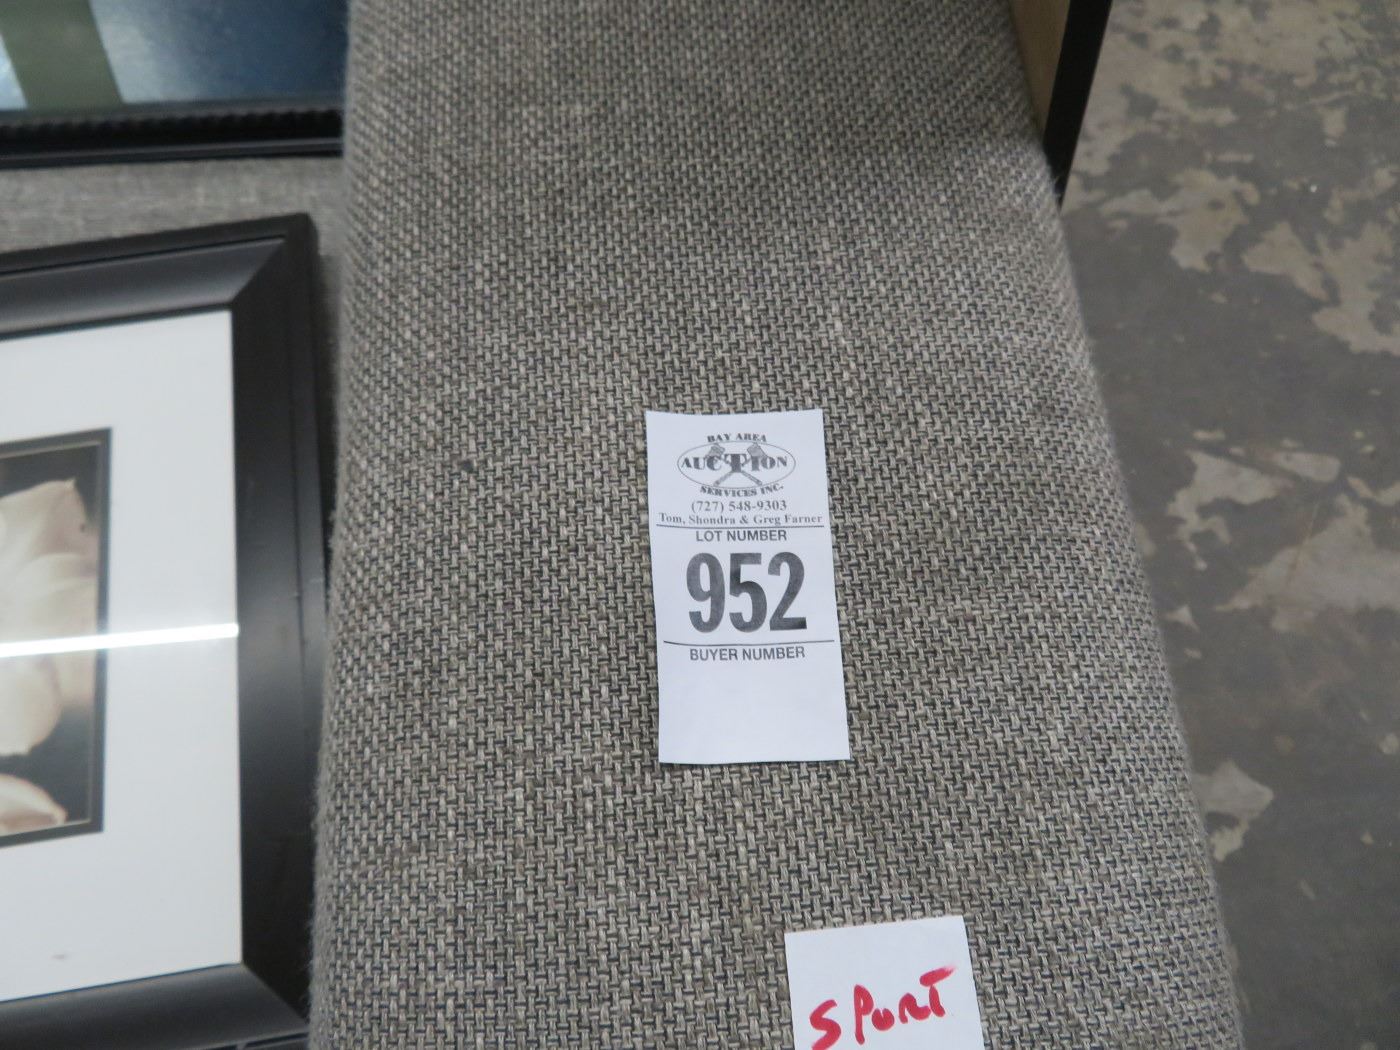 BAY AREA
AUCTION
SERVICES INC.
(727) 548-9303
Tom, Shondra & Greg Farner
LOT NUMBER
952
BUYER NUMBER
SPORT